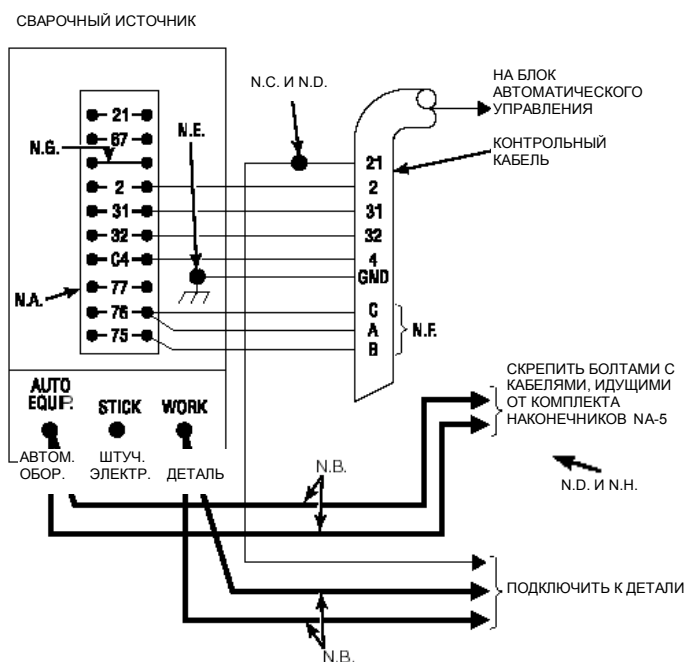 СВАРОЧНЫЙ ИСТОЧНИК
N.C. И N.D.
НА БЛОК
АВТОМАТИЧЕСКОГО
УПРАВЛЕНИЯ
КОНТРОЛЬНЫЙ
КАБЕЛЬ
21
67
N.G.
N.E.
2
31
32
C4
77
76
75
N.A.
21
2
31
32
4
GND
C
A
B
N.F.
AUTO
EQUIP.
STICK
WORK
АВТОМ.
ОБОР.
ШТУЧ.
ЭЛЕКТР.
ДЕТАЛЬ
СКРЕПИТЬ БОЛТАМИ С
КАБЕЛЯМИ, ИДУЩИМИ
ОТ КОМПЛЕКТА
НАКОНЕЧНИКОВ NA-5
N.B.
N.D. И N.H.
ПОДКЛЮЧИТЬ К ДЕТАЛИ
N.B.